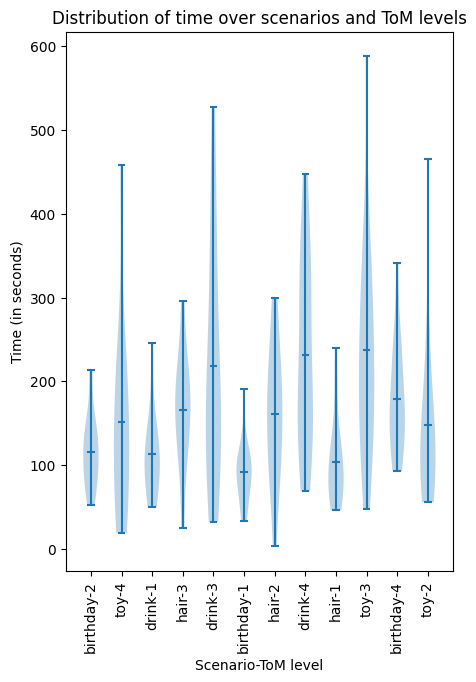 Distribution of time over scenarios and ToM levels
600
500
400
300
200
100
0
Time (in seconds)
birthday-2
toy-4
drink-1
hair-3
drink-3
birthday-1
hair-2
drink-4
hair-1
toy-3
birthday-4
toy-2
Scenario-ToM level